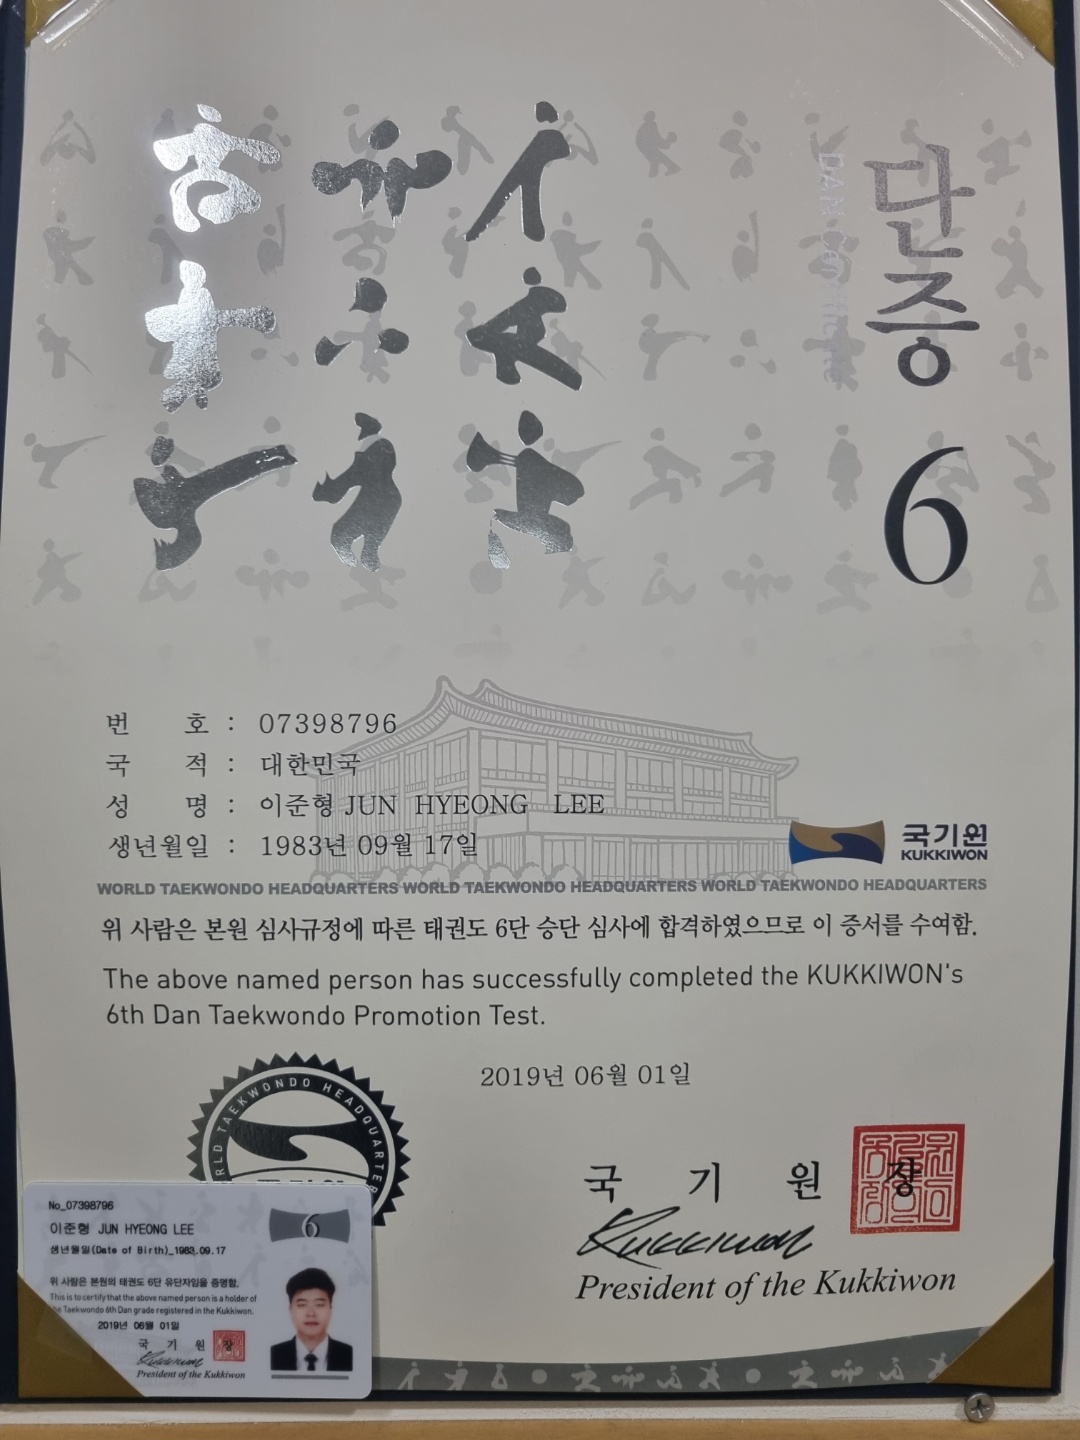 단증
DAN Certificate
6
번 호 : 07398796
국 적 : 대한민국
성 명 : 이준형 JUN HYEONG LEE
생년월일 : 1983년 09월 17일
국기원
KUKKIWON
WORLD TAEKWONDO HEADQUARTERS WORLD TAEKWONDO HEADQUARTERS WORLD TAEKWONDO HEADQUARTERS
위 사람은 본원 심사규정에 따른 태권도 6단 승단 심사에 합격하였으므로 이 증서를 수여함.
The above named person has successfully completed the KUKKIWON's
6th Dan Taekwondo Promotion Test.
2019년 06월 01일
RLD TAEKWONDO HEADQUARTER
국 기 원 장
Kukkiwon
President of the Kukkiwon
No_07398796
이준형 JUN HYEONG LEE
생년월일(Date of Birth)_1983.09.17
6
위 사람은 본원의 태권도 6단 유단자임을 증명함.
This is to certify that the above named person is a holder of
the Taekwondo 6th Dan grade registered in the Kukkiwon.
2019년 06월 01일
국 기 원 장
Kukkiwon
President of the Kukkiwon